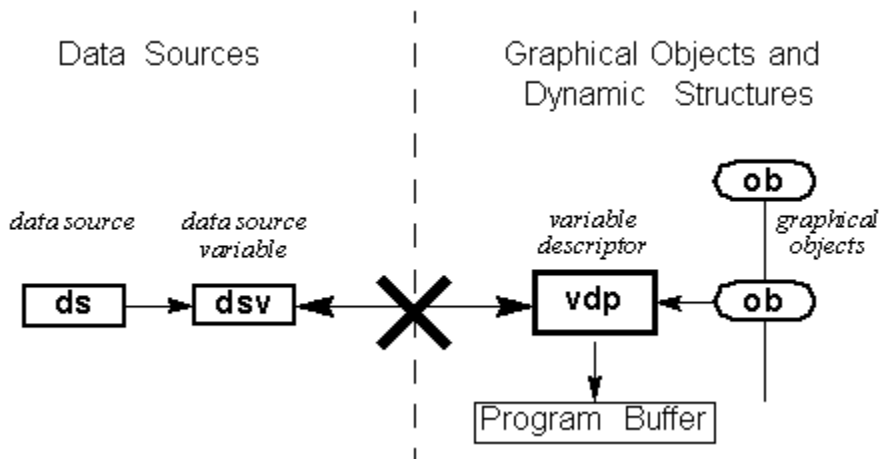 Data Sources
Graphical Objects and
Dynamic Structures
data source
data source
variable
variable
descriptor
graphical
objects
ob
ds
dsv
vdp
ob
Program Buffer